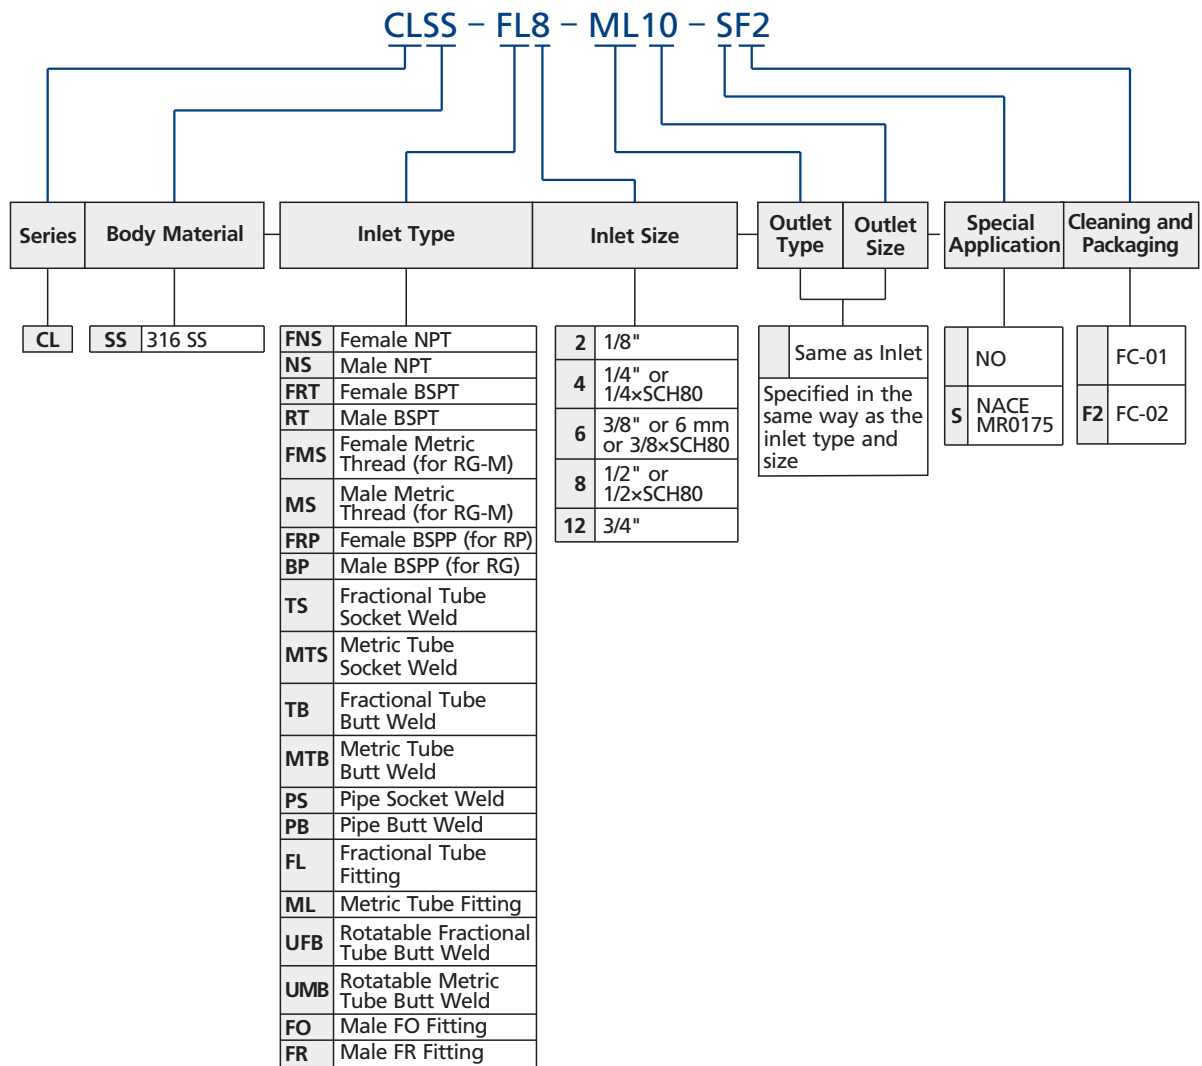 CLSS – FL8 – ML10 – SF2
Series
Body Material
Inlet Type
Inlet Size
Outlet
Type
Outlet
Size
Special
Application
Cleaning and
Packaging
CL
SS 316 SS
FNS Female NPT
NS Male NPT
FRT Female BSPT
RT Male BSPT
FMS Female Metric
Thread (for RG-M)
MS Male Metric
Thread (for RG-M)
FRP Female BSPP (for RP)
BP Male BSPP (for RG)
TS Fractional Tube
Socket Weld
MTS Metric Tube
Socket Weld
TB Fractional Tube
Butt Weld
MTB Metric Tube
Butt Weld
PS Pipe Socket Weld
PB Pipe Butt Weld
FL Fractional Tube
Fitting
ML Metric Tube Fitting
UFB Rotatable Fractional
Tube Butt Weld
UMB Rotatable Metric
Tube Butt Weld
FO Male FO Fitting
FR Male FR Fitting
2 1/8"
4 1/4" or
1/4×SCH80
6 3/8" or 6 mm
or 3/8×SCH80
8 1/2" or
1/2×SCH80
12 3/4"
Same as Inlet
Specified in the
same way as the
inlet type and
size
NO
S NACE
MR0175
FC-01
F2 FC-02